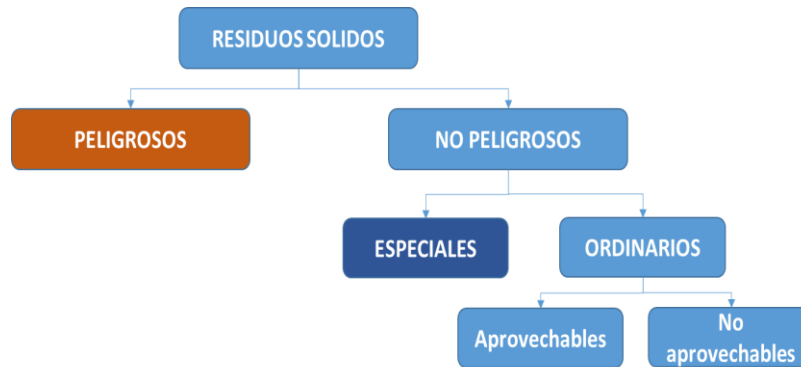 RESIDUOS SOLIDOS
PELIGROSOS
NO PELIGROSOS
ESPECIALES
ORDINARIOS
Aprovechables
No
aprovechables